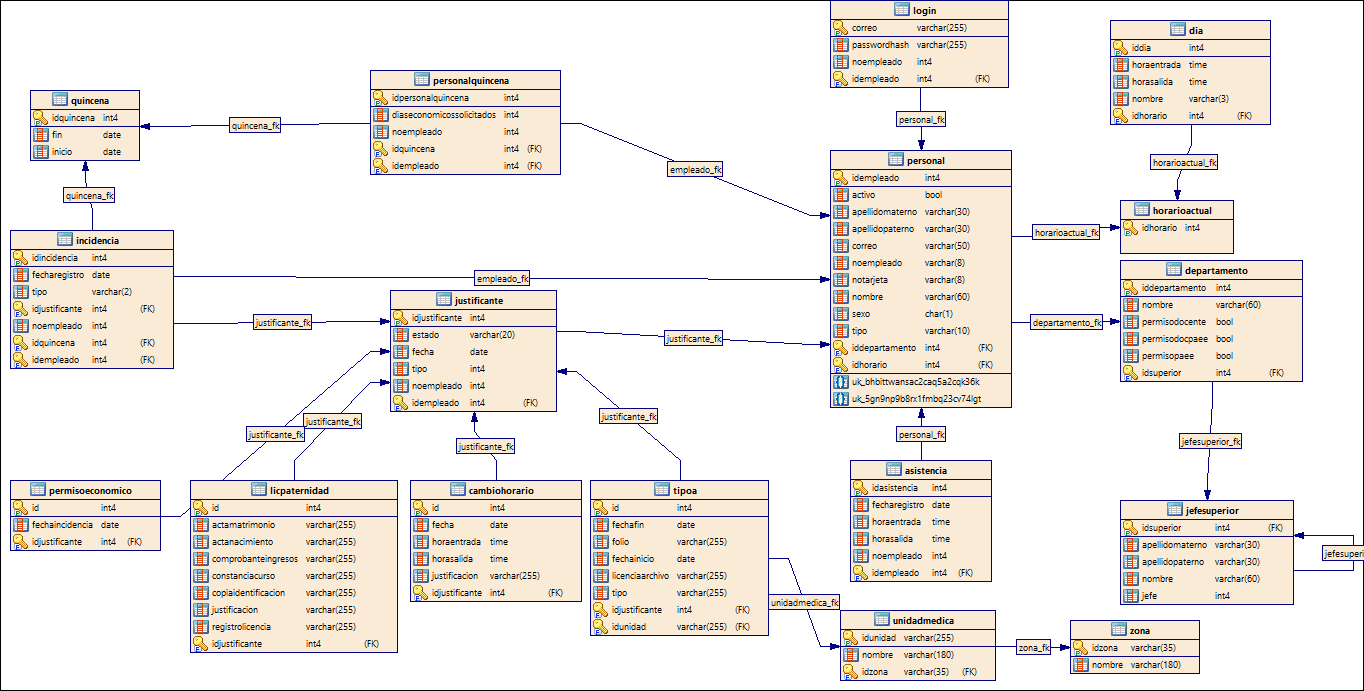 login
correo varchar(255)
passwordhash varchar(255)
noempleado int4
idempleado int4 (FK)
personal_fk
dia
iddia int4
horaentrada time
horasalida time
nombre varchar(3)
idhorario int4 (FK)
horarioactual_fk
personalquincena
idpersonalquincena int4
diaseconomicossolicitados int4
noempleado int4
idquincena int4 (FK)
idempleado int4 (FK)
quincena
idquincena int4
fin date
inicio date
quincena_fk
empleado_fk
quincena_fk
personal
idempleado int4
activo bool
apellidomaterno varchar(30)
apellidopaterno varchar(30)
correo varchar(50)
noempleado varchar(8)
notarjeta varchar(8)
nombre varchar(60)
sexo char(1)
tipo varchar(10)
iddepartamento int4 (FK)
idhorario int4 (FK)
uk_bhbittwansac2caq5a2cqk36k
uk_5gn9np9b8rx1fmbq23cv74lgt
horarioactual
idhorario int4
horarioactual_fk
incidencia
idincidencia int4
fecharegistro date
tipo varchar(2)
idjustificante int4 (FK)
noempleado int4
idquincena int4 (FK)
idempleado int4 (FK)
empleado_fk
justificante_fk
justificante
idjustificante int4
estado varchar(20)
fecha date
tipo int4
noempleado int4
idempleado int4 (FK)
justificante_fk
departamento
iddepartamento int4
nombre varchar(60)
permisodocente bool
permisodocpaee bool
permisopaee bool
idsuperior int4 (FK)
departamento_fk
justificante_fk
justificante_fk
justificante_fk
justificante_fk
personal_fk
jefesuperior_fk
permisoeconomico
id int4
fechaincidencia date
idjustificante int4 (FK)
licpaternidad
id int4
actamatrimonio varchar(255)
actanacimiento varchar(255)
comprobanteingresos varchar(255)
constanciacurso varchar(255)
copiaidentificacion varchar(255)
justificacion varchar(255)
registrolicencia varchar(255)
idjustificante int4 (FK)
cambiohorario
id int4
fecha date
horaentrada time
horasalida time
justificacion varchar(255)
idjustificante int4 (FK)
tipoa
id int4
fechafin date
folio varchar(255)
fechainicio date
licenciaarchivo varchar(255)
tipo varchar(255)
idjustificante int4 (FK)
idunidad varchar(255) (FK)
asistencia
idasistencia int4
fecharegistro date
horaentrada time
horasalida time
noempleado int4
idempleado int4 (FK)
jefesuperior
idsuperior int4 (FK)
apellidomaterno varchar(30)
apellidopaterno varchar(30)
nombre varchar(60)
jefe int4
jefesuperi
unidadmedica_fk
unidadmedica
idunidad varchar(255)
nombre varchar(180)
idzona varchar(35) (FK)
zona_fk
zona
idzona varchar(35)
nombre varchar(180)